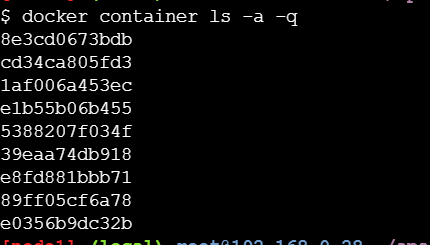 $ docker container ls -a -q
8e3cd0673bdb
cd34ca805fd3
1af006a453ec
e1b55b06b455
5388207f034f
39eaa74db918
e8fd881bbb71
89ff05cf6a78
e0356b9dc32b